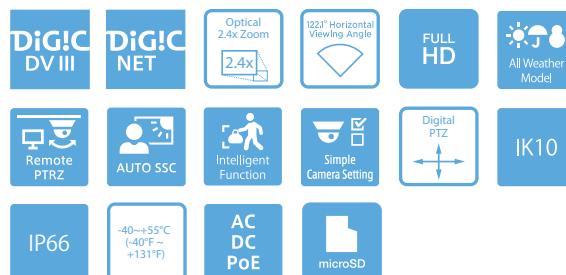 DiG!C
DV III
DiG!C
NET
Optical
2.4x Zoom
2.4x
122.1° Horizontal
Viewing Angle
FULL
HD
All Weather
Model
Remote
PTRZ
AUTO SSC
Intelligent
Function
Simple
Camera Setting
Digital
PTZ
IK10
IP66
-40~+55°C
(-40°F ~
+131°F)
AC
DC
PoE
microSD